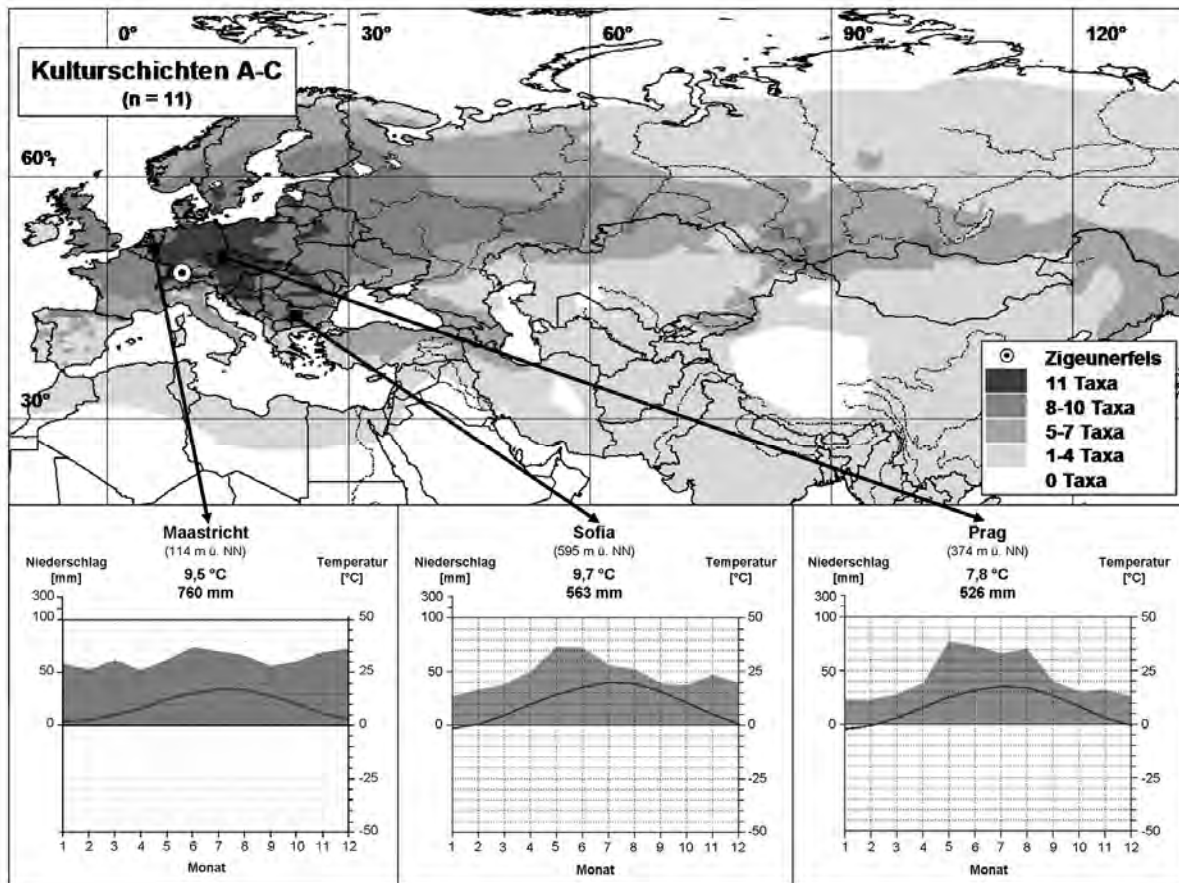 0°
30°
60°
90°
120°
Kulturschichten A-C
(n = 11)
60°
30°
Zigeunerfels
11 Taxa
8-10 Taxa
5-7 Taxa
1-4 Taxa
0 Taxa
Maastricht
(114 m ü. NN)
Niederschlag
[mm]
Temperatur
[°C]
9,5 °C
760 mm
300
100
50
0
50
25
0
-25
-50
1 2 3 4 5 6 7 8 9 10 11 12
Monat
Sofia
(595 m ü. NN)
Niederschlag
[mm]
Temperatur
[°C]
9,7 °C
563 mm
300
100
50
0
50
25
0
-25
-50
1 2 3 4 5 6 7 8 9 10 11 12
Monat
Prag
(374 m ü. NN)
Niederschlag
[mm]
Temperatur
[°C]
7,8 °C
526 mm
300
100
50
0
50
25
0
-25
-50
1 2 3 4 5 6 7 8 9 10 11 12
Monat